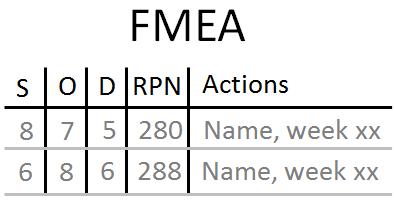 FMEA
S O D RPN Actions
8 7 5 280 Name, week xx
6 8 6 288 Name, week xx